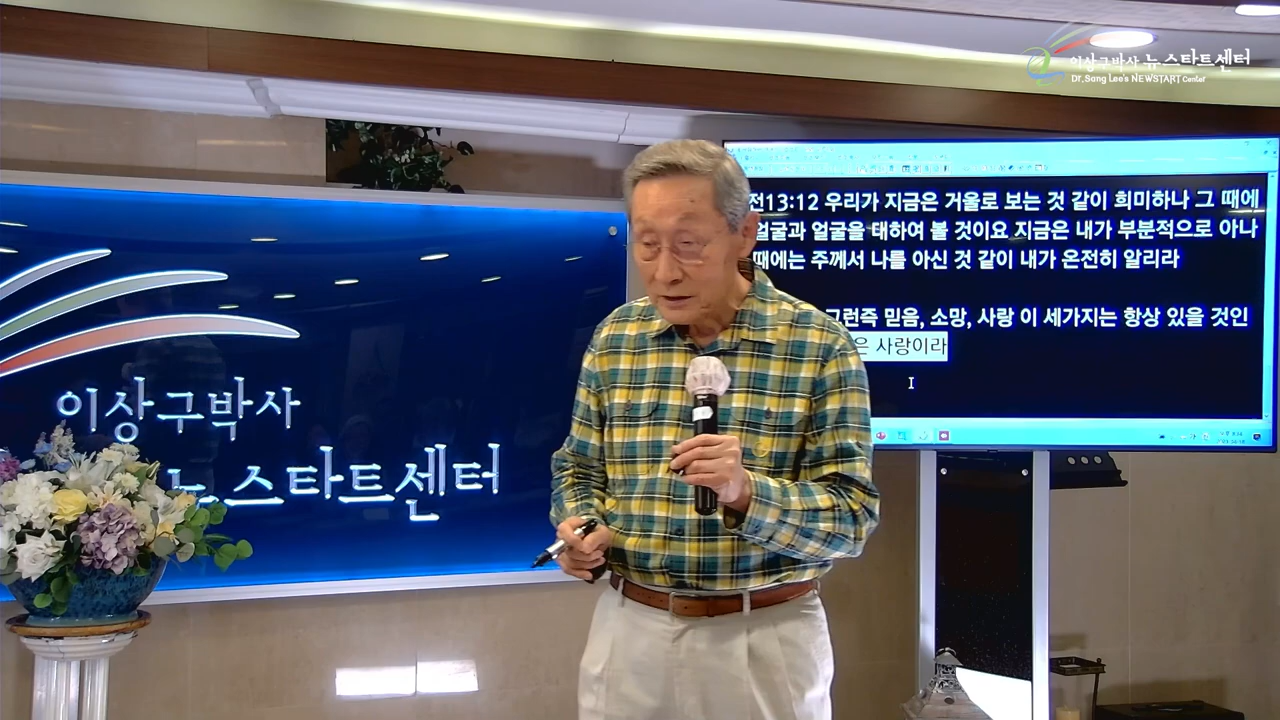 이상구박사 뉴스타트센터
Dr.Sang Lee's NEWSTART Center
전13:12 우리가 지금은 거울로 보는 것 같이 희미하나 그 때에
얼굴과 얼굴을 대하여 볼 것이요 지금은 내가 부분적으로 아나
때에는 주께서 나를 아신 것 같이 내가 온전히 알리라
그런즉 믿음, 소망, 사랑 이 세가지는 항상 있을 것인
은 사랑이라
이상구박사
뉴스타트센터